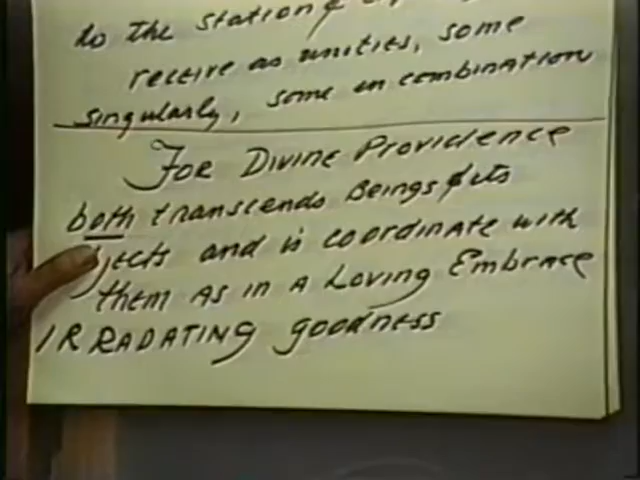 to the station &
receive as unities, some
singularly, some in combination
FOR DIVINE PROVIDENCE
both transcends Beings & its
jects and is coordinate with
them AS in A Loving EmbrAce
IRRADATING goodness